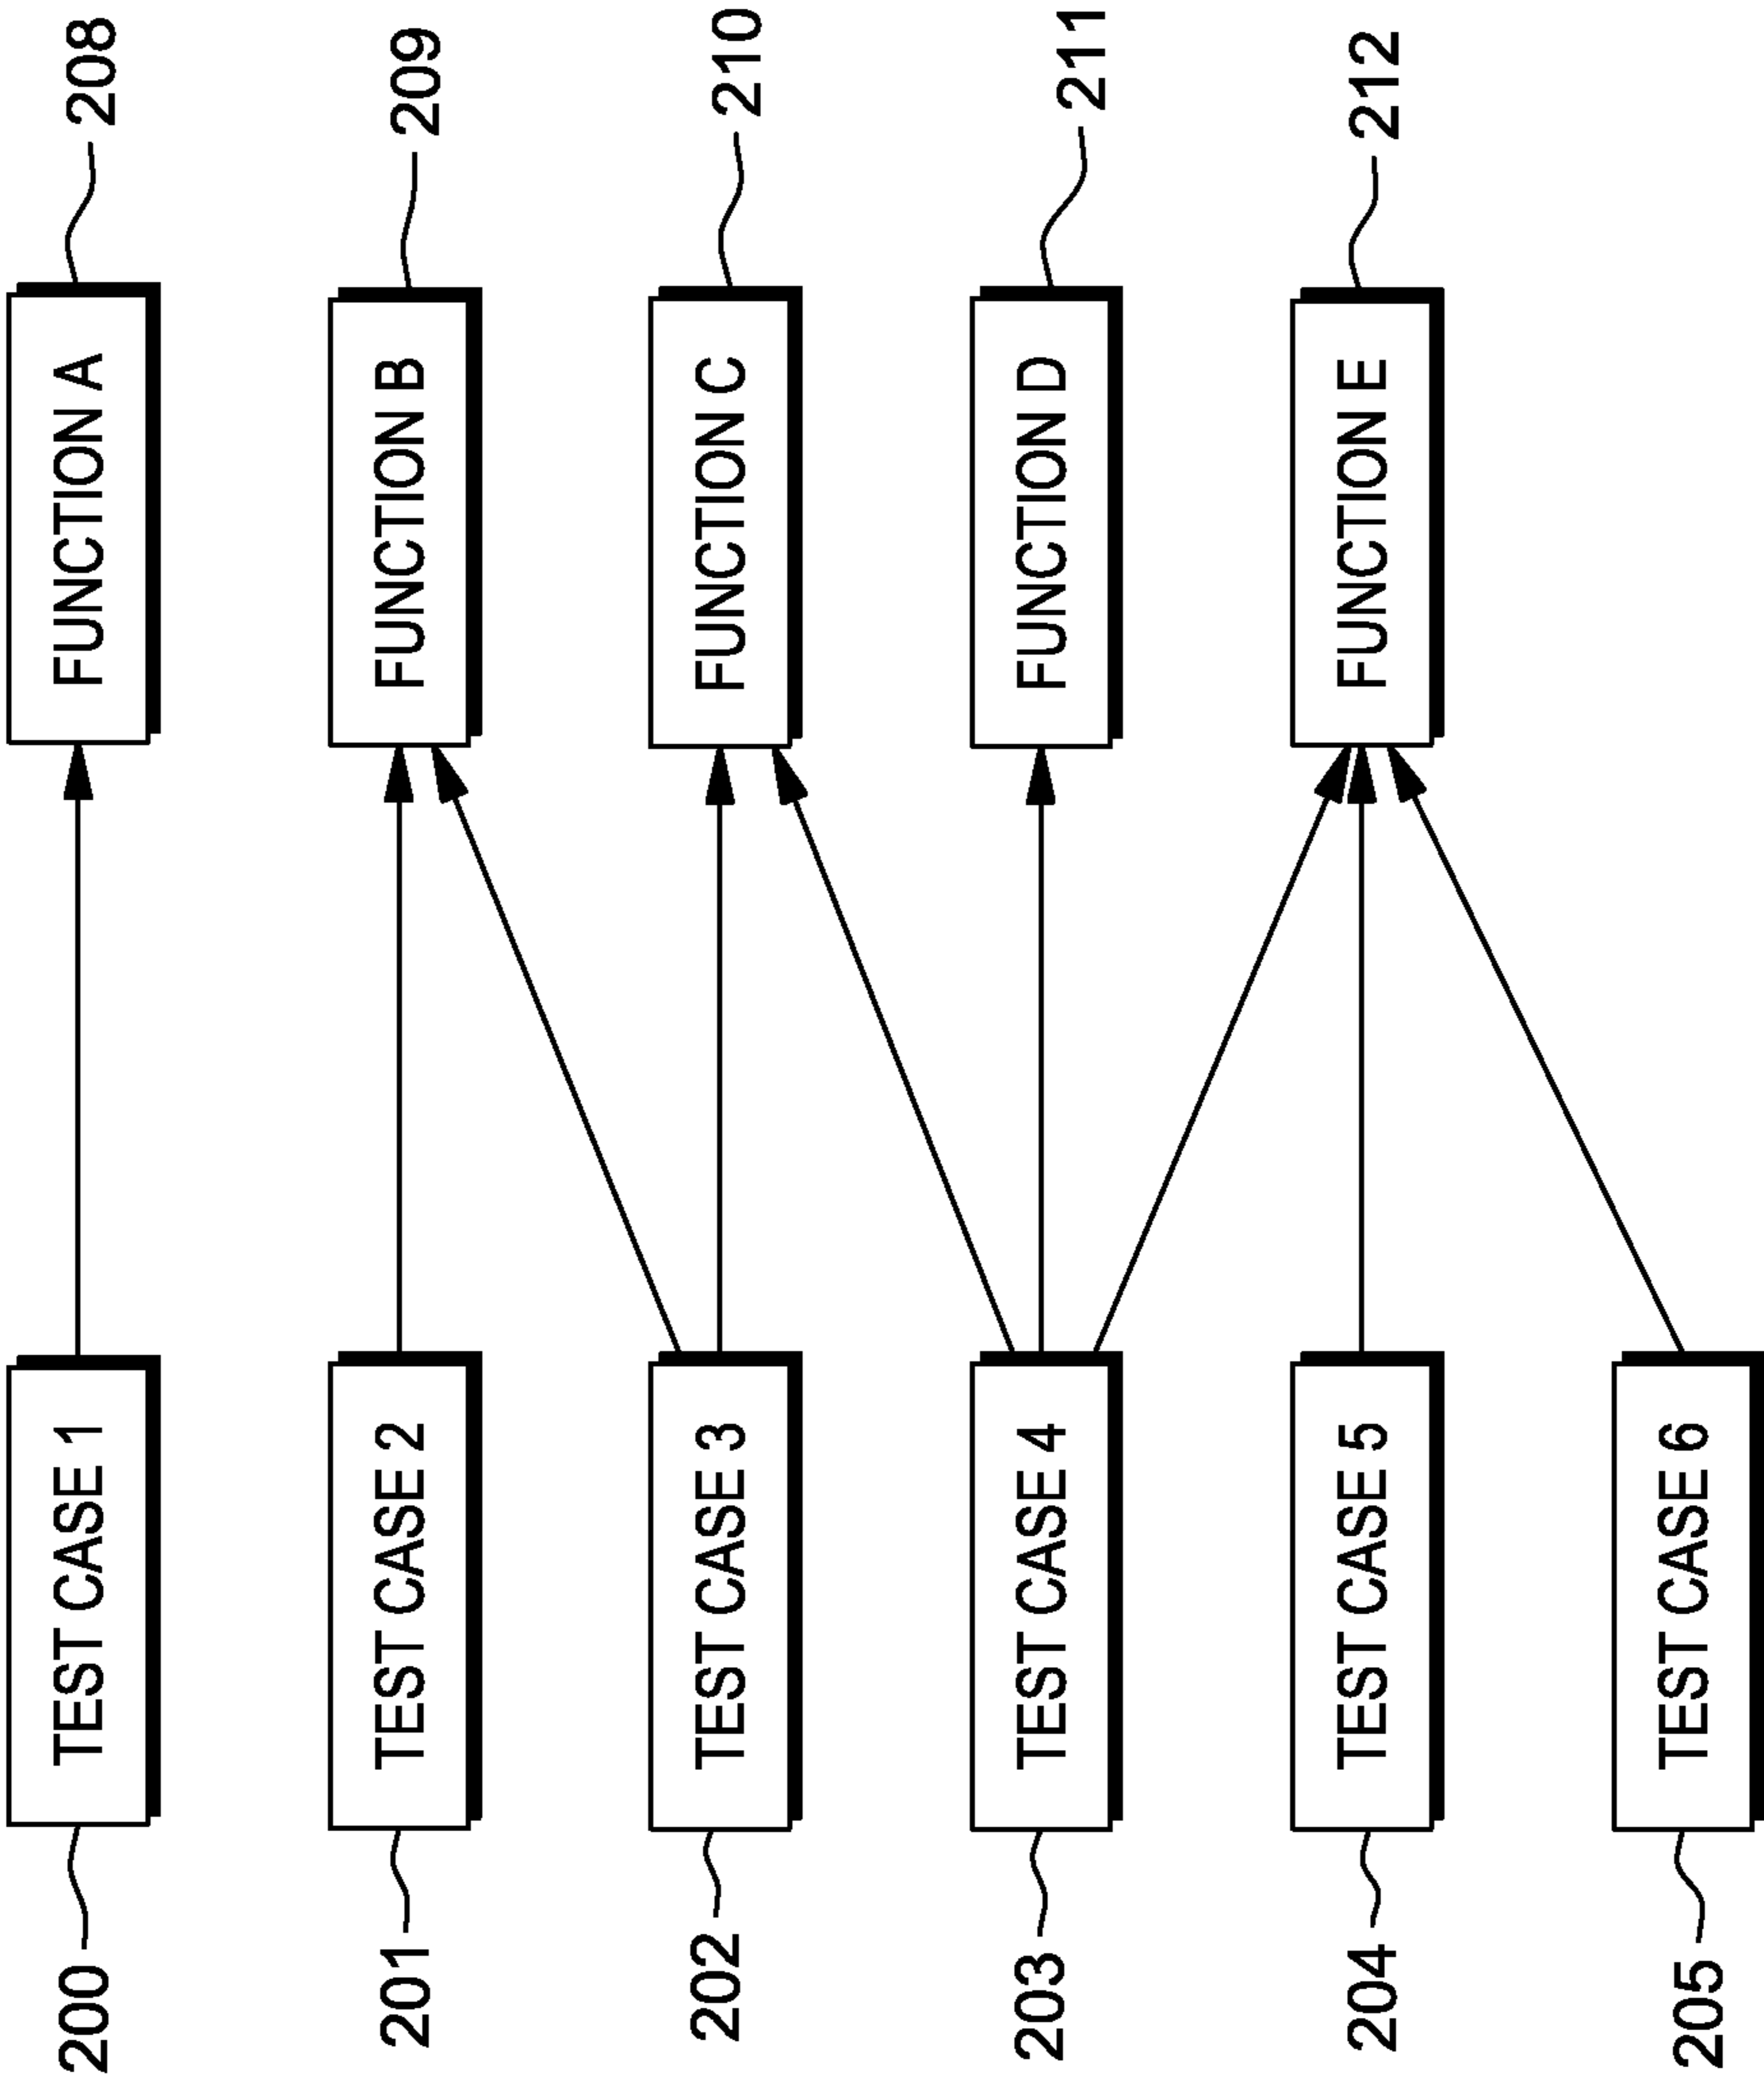 200
TEST CASE 1
FUNCTION A
208
201
TEST CASE 2
FUNCTION B
209
202
TEST CASE 3
FUNCTION C
210
203
TEST CASE 4
FUNCTION D
211
204
TEST CASE 5
FUNCTION E
212
205
TEST CASE 6